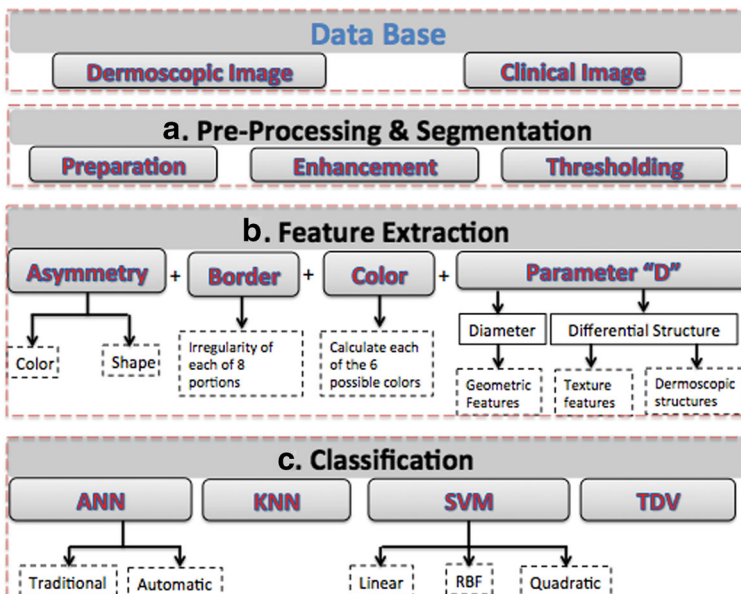 Data Base
Dermoscopic Image
Clinical Image
a. Pre-Processing & Segmentation
Preparation
Enhancement
Thresholding
b. Feature Extraction
Asymmetry + Border + Color + Parameter “D”
Color
Shape
Irregularity of
each of 8
portions
Calculate each
of the 6
possible colors
Diameter
Differential Structure
Geometric
Features
Texture
features
Dermoscopic
structures
c. Classification
ANN
KNN
SVM
TDV
Traditional
Automatic
Linear
RBF
Quadratic